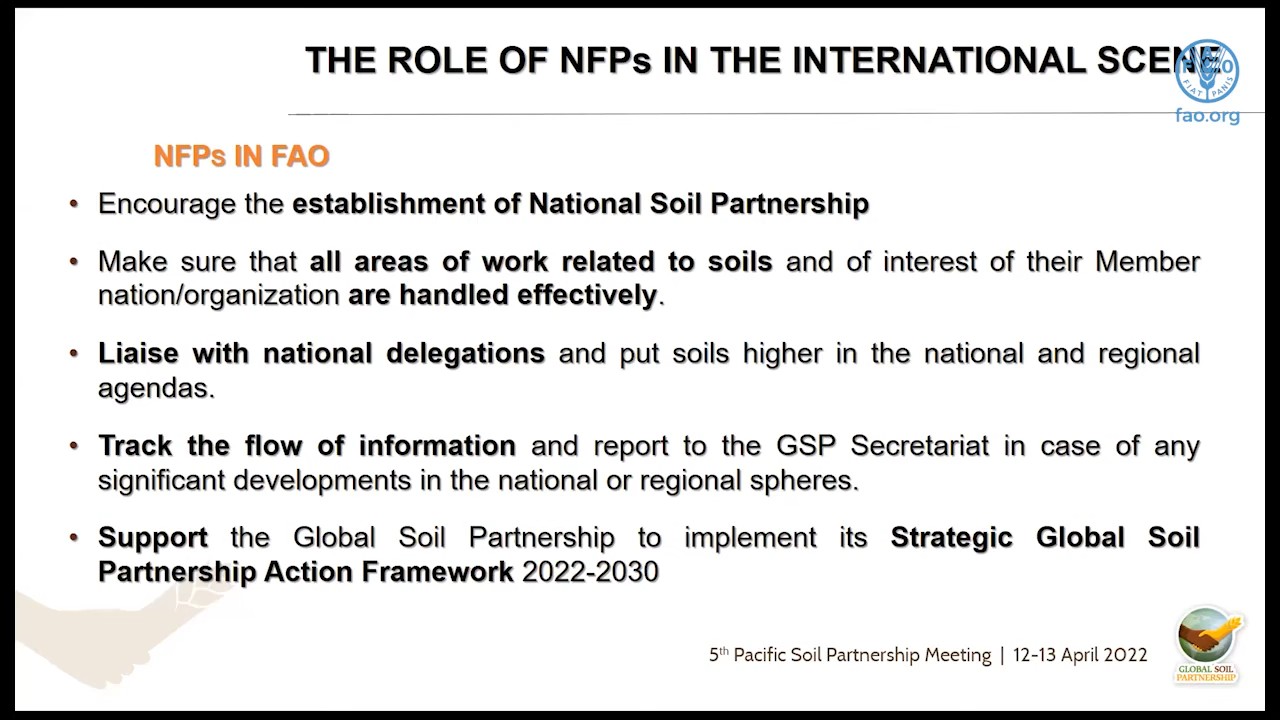 THE ROLE OF NFPs IN THE INTERNATIONAL SCENE
FIAT PANIS
fao.org
NFPs IN FAO
• Encourage the establishment of National Soil Partnership
• Make sure that all areas of work related to soils and of interest of their Member
nation/organization are handled effectively.
• Liaise with national delegations and put soils higher in the national and regional
agendas.
• Track the flow of information and report to the GSP Secretariat in case of any
significant developments in the national or regional spheres.
• Support the Global Soil Partnership to implement its Strategic Global Soil
Partnership Action Framework 2022-2030
5th Pacific Soil Partnership Meeting | 12-13 April 2022
GLOBAL SOIL
PARTNERSHIP